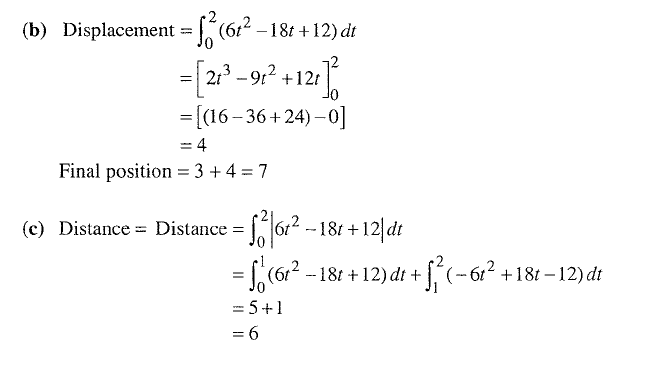 (b) Displacement = ∫₀² (6t² – 18t + 12) dt
= [2t³ – 9t² + 12t]₀²
= [(16 – 36 + 24) – 0]
= 4
Final position = 3 + 4 = 7
(c) Distance = Distance = ∫₀² |6t² – 18t + 12| dt
= ∫₀¹ (6t² – 18t + 12) dt + ∫₁² (– 6t² + 18t – 12) dt
= 5 + 1
= 6